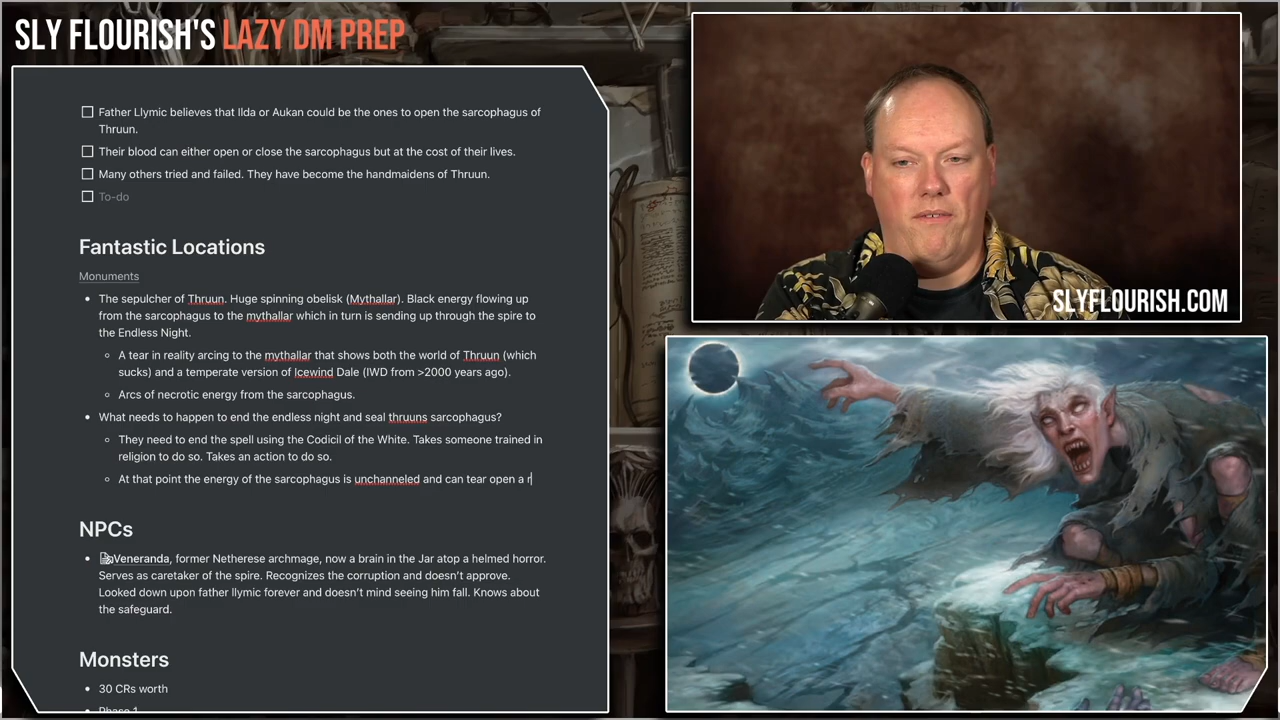 SLY FLOURISH'S LAZY DM PREP
Father Llymic believes that Ilda or Aukan could be the ones to open the sarcophagus of
Thruun.
Their blood can either open or close the sarcophagus but at the cost of their lives.
Many others tried and failed. They have become the handmaidens of Thruun.
To-do
Fantastic Locations
Monuments
The sepulcher of Thruun. Huge spinning obelisk (Mythallar). Black energy flowing up
from the sarcophagus to the mythallar which in turn is sending up through the spire to
the Endless Night.
A tear in reality arcing to the mythallar that shows both the world of Thruun (which
sucks) and a temperate version of Icewind Dale (IWD from >2000 years ago).
Arcs of necrotic energy from the sarcophagus.
What needs to happen to end the endless night and seal thruuns sarcophagus?
They need to end the spell using the Codicil of the White. Takes someone trained in
religion to do so. Takes an action to do so.
At that point the energy of the sarcophagus is unchanneled and can tear open a r
NPCs
Veneranda, former Netherese archmage, now a brain in the Jar atop a helmed horror.
Serves as caretaker of the spire. Recognizes the corruption and doesn't approve.
Looked down upon father llymic forever and doesn't mind seeing him fall. Knows about
the safeguard.
Monsters
30 CRs worth
Phase 1
SLYFLOURISH.COM